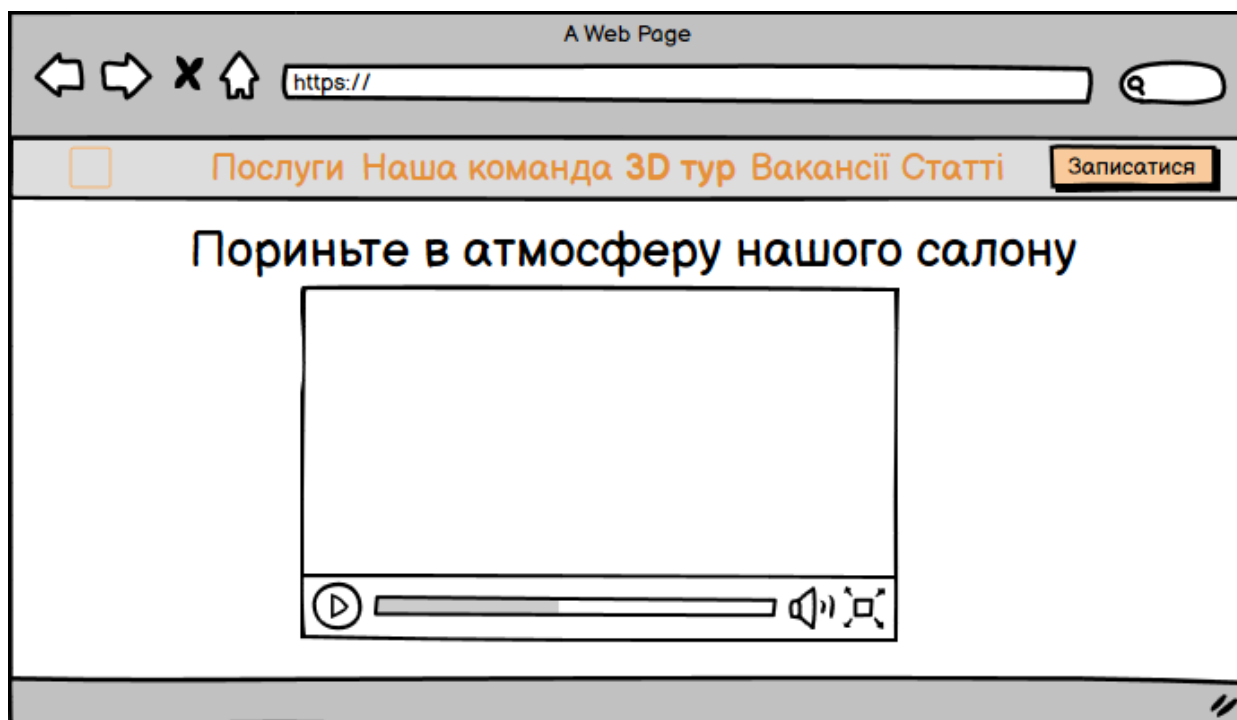 A Web Page
https://
Послуги Наша команда 3D тур Вакансії Статті Записатися
Пориньте в атмосферу нашого салону